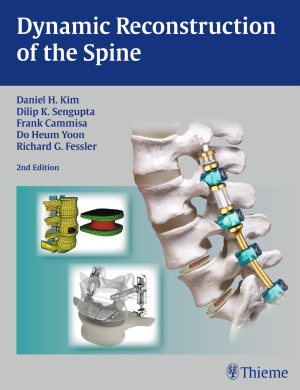 Dynamic Reconstruction
of the Spine
Daniel H. Kim
Dilip K. Sengupta
Frank Cammisa
Do Heum Yoon
Richard G. Fessler
2nd Edition
Thieme